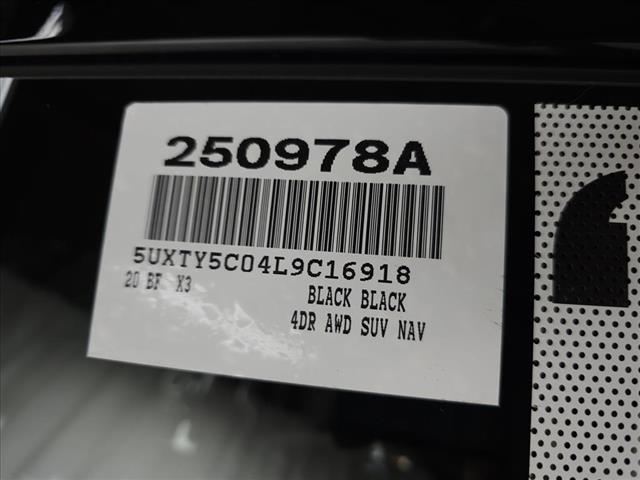 250978A
5UXTY5C04L9C16918
20 BF X3
BLACK BLACK
4DR AWD SUV NAV